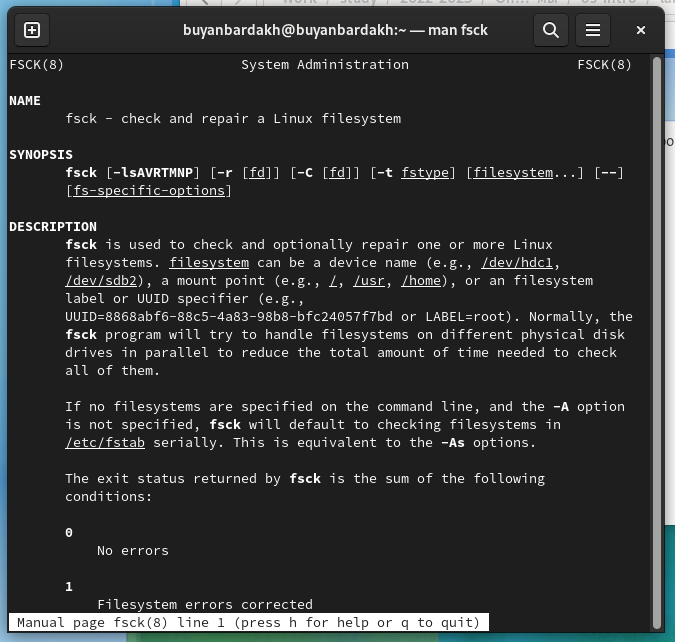 Work / study / 2022-2023
buyanbardakh@buyanbardakh:~ — man fsck
FSCK(8) System Administration FSCK(8)
NAME
fsck - check and repair a Linux filesystem
SYNOPSIS
fsck [-lsAVRTMNP] [-r [fd]] [-C [fd]] [-t fstype] [filesystem...] [--]
[fs-specific-options]
DESCRIPTION
fsck is used to check and optionally repair one or more Linux
filesystems. filesystem can be a device name (e.g., /dev/hdc1,
/dev/sdb2), a mount point (e.g., /, /usr, /home), or an filesystem
label or UUID specifier (e.g.,
UUID=8868abf6-88c5-4a83-98b8-bfc24057f7bd or LABEL=root). Normally, the
fsck program will try to handle filesystems on different physical disk
drives in parallel to reduce the total amount of time needed to check
all of them.
If no filesystems are specified on the command line, and the -A option
is not specified, fsck will default to checking filesystems in
/etc/fstab serially. This is equivalent to the -As options.
The exit status returned by fsck is the sum of the following
conditions:
0
No errors
1
Filesystem errors corrected
Manual page fsck(8) line 1 (press h for help or q to quit)